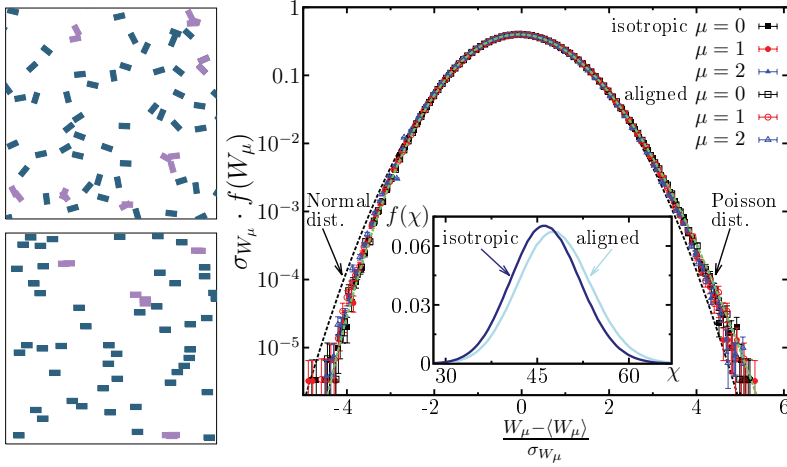 1
0.1
10⁻²
10⁻³
10⁻⁴
10⁻⁵
σ_{W_μ} · f(W_μ)
isotropic μ = 0
μ = 1
μ = 2
aligned μ = 0
μ = 1
μ = 2
Normal
dist.
Poisson
dist.
f(χ)
0.06
0.03
0
isotropic
aligned
30
45
60
χ
-4
-2
0
2
4
6
W_μ−⟨W_μ⟩
σ_{W_μ}